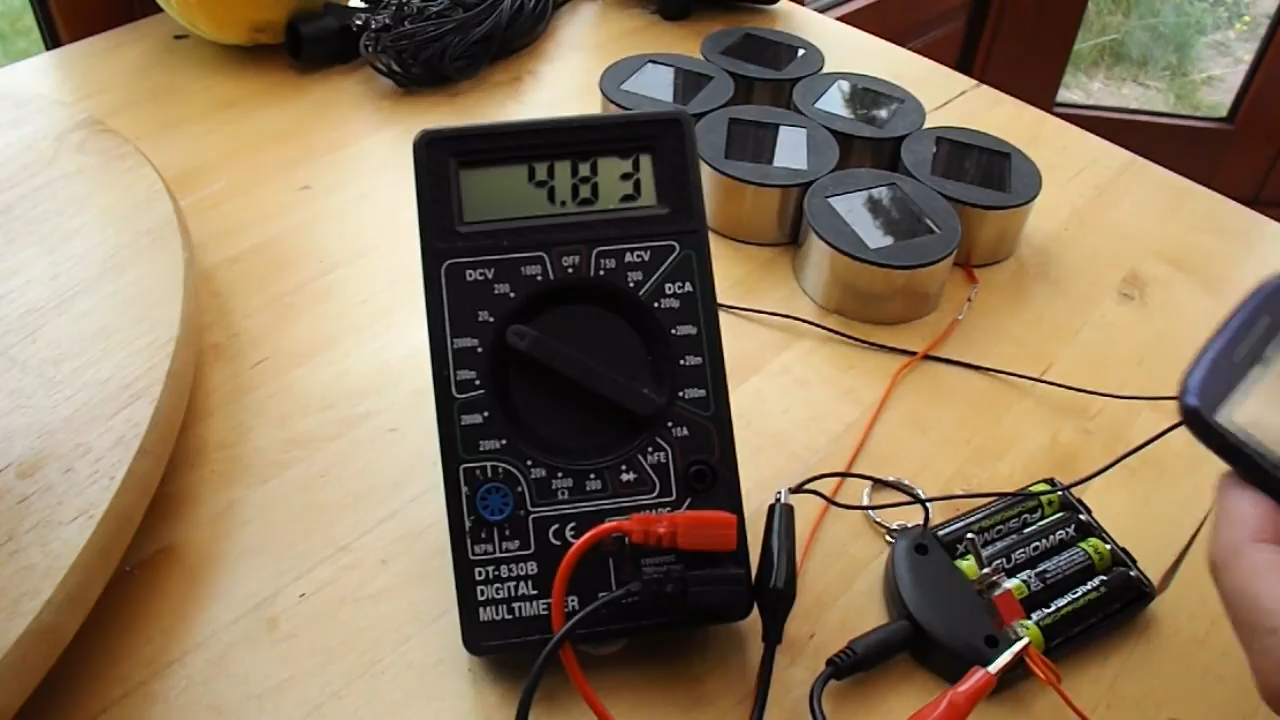 4.83
OFF
DCV
1000
750
ACV
200
200
DCA
20
200µ
2000m
2000µ
200m
20m
2000k
200m
200k
10A
20k
2000
Ω
200
hFE
NPN
PNP
CE
DT-830B
DIGITAL
MULTIMETER
FUSIOMAX
FUSIOMAX
FUSIOMA
RECHARGEABLE